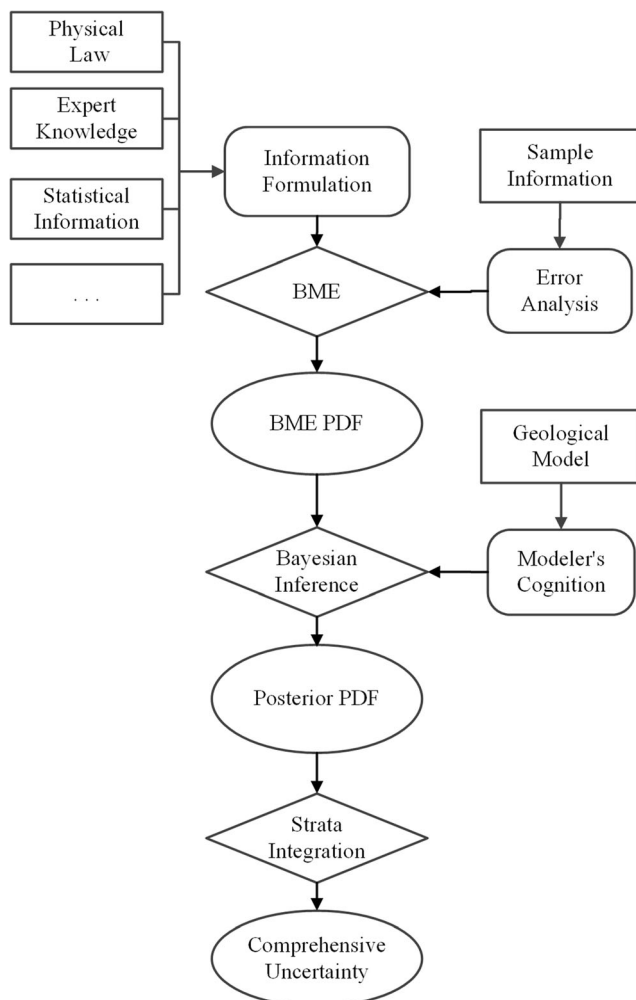 Physical
Law
Expert
Knowledge
Statistical
Information
. . .
Information
Formulation
Sample
Information
BME
Error
Analysis
BME PDF
Geological
Model
Bayesian
Inference
Modeler's
Cognition
Posterior PDF
Strata
Integration
Comprehensive
Uncertainty